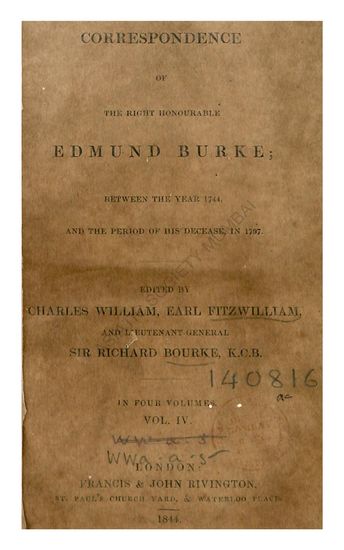 CORRESPONDENCE
OF
THE RIGHT HONOURABLE
EDMUND BURKE;
BETWEEN THE YEAR 1744,
AND THE PERIOD OF HIS DECEASE, IN 1797.
EDITED BY
CHARLES WILLIAM, EARL FITZWILLIAM,
AND LIEUTENANT-GENERAL
SIR RICHARD BOURKE, K.C.B.
140816
IN FOUR VOLUMES.
VOL. IV.
LONDON:
FRANCIS & JOHN RIVINGTON,
ST. PAUL'S CHURCH YARD, & WATERLOO PLACE.
1844.
SOCIETY MUMBAI